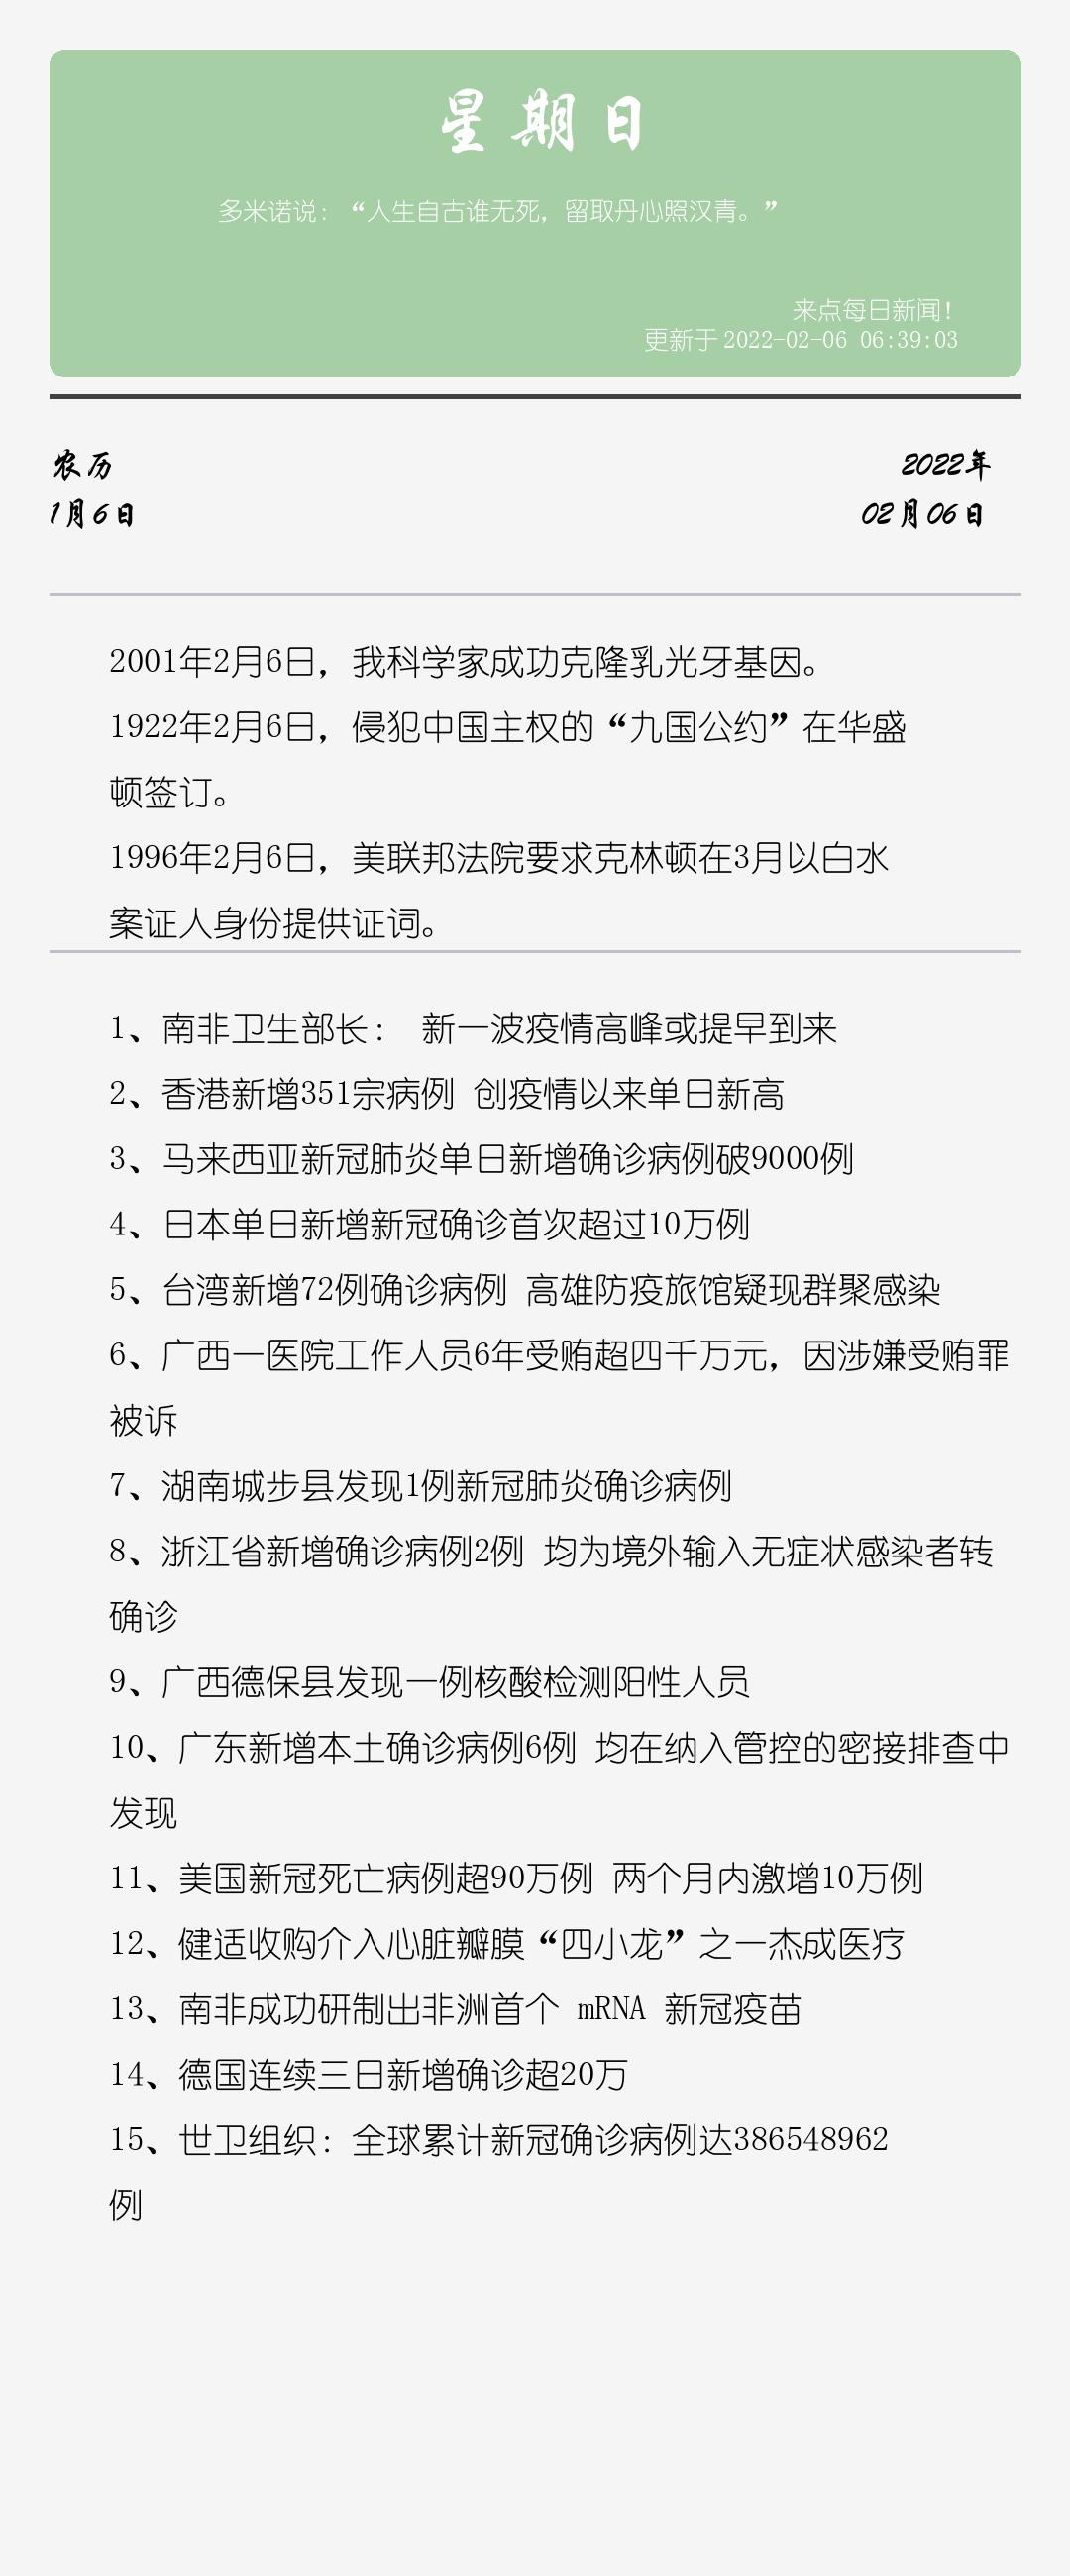 星期日
多米诺说：“人生自古谁无死，留取丹心照汉青。”
来点每日新闻！
更新于 2022-02-06 06:39:03
农历
2022年
1月6日
02月06日
2001年2月6日，我科学家成功克隆乳光牙基因。
1922年2月6日，侵犯中国主权的“九国公约”在华盛
顿签订。
1996年2月6日，美联邦法院要求克林顿在3月以白水
案证人身份提供证词。
1、南非卫生部长： 新一波疫情高峰或提早到来
2、香港新增351宗病例 创疫情以来单日新高
3、马来西亚新冠肺炎单日新增确诊病例破9000例
4、日本单日新增新冠确诊首次超过10万例
5、台湾新增72例确诊病例 高雄防疫旅馆疑现群聚感染
6、广西一医院工作人员6年受贿超四千万元，因涉嫌受贿罪
被诉
7、湖南城步县发现1例新冠肺炎确诊病例
8、浙江省新增确诊病例2例 均为境外输入无症状感染者转
确诊
9、广西德保县发现一例核酸检测阳性人员
10、广东新增本土确诊病例6例 均在纳入管控的密接排查中
发现
11、美国新冠死亡病例超90万例 两个月内激增10万例
12、健适收购介入心脏瓣膜“四小龙”之一杰成医疗
13、南非成功研制出非洲首个 mRNA 新冠疫苗
14、德国连续三日新增确诊超20万
15、世卫组织：全球累计新冠确诊病例达386548962
例